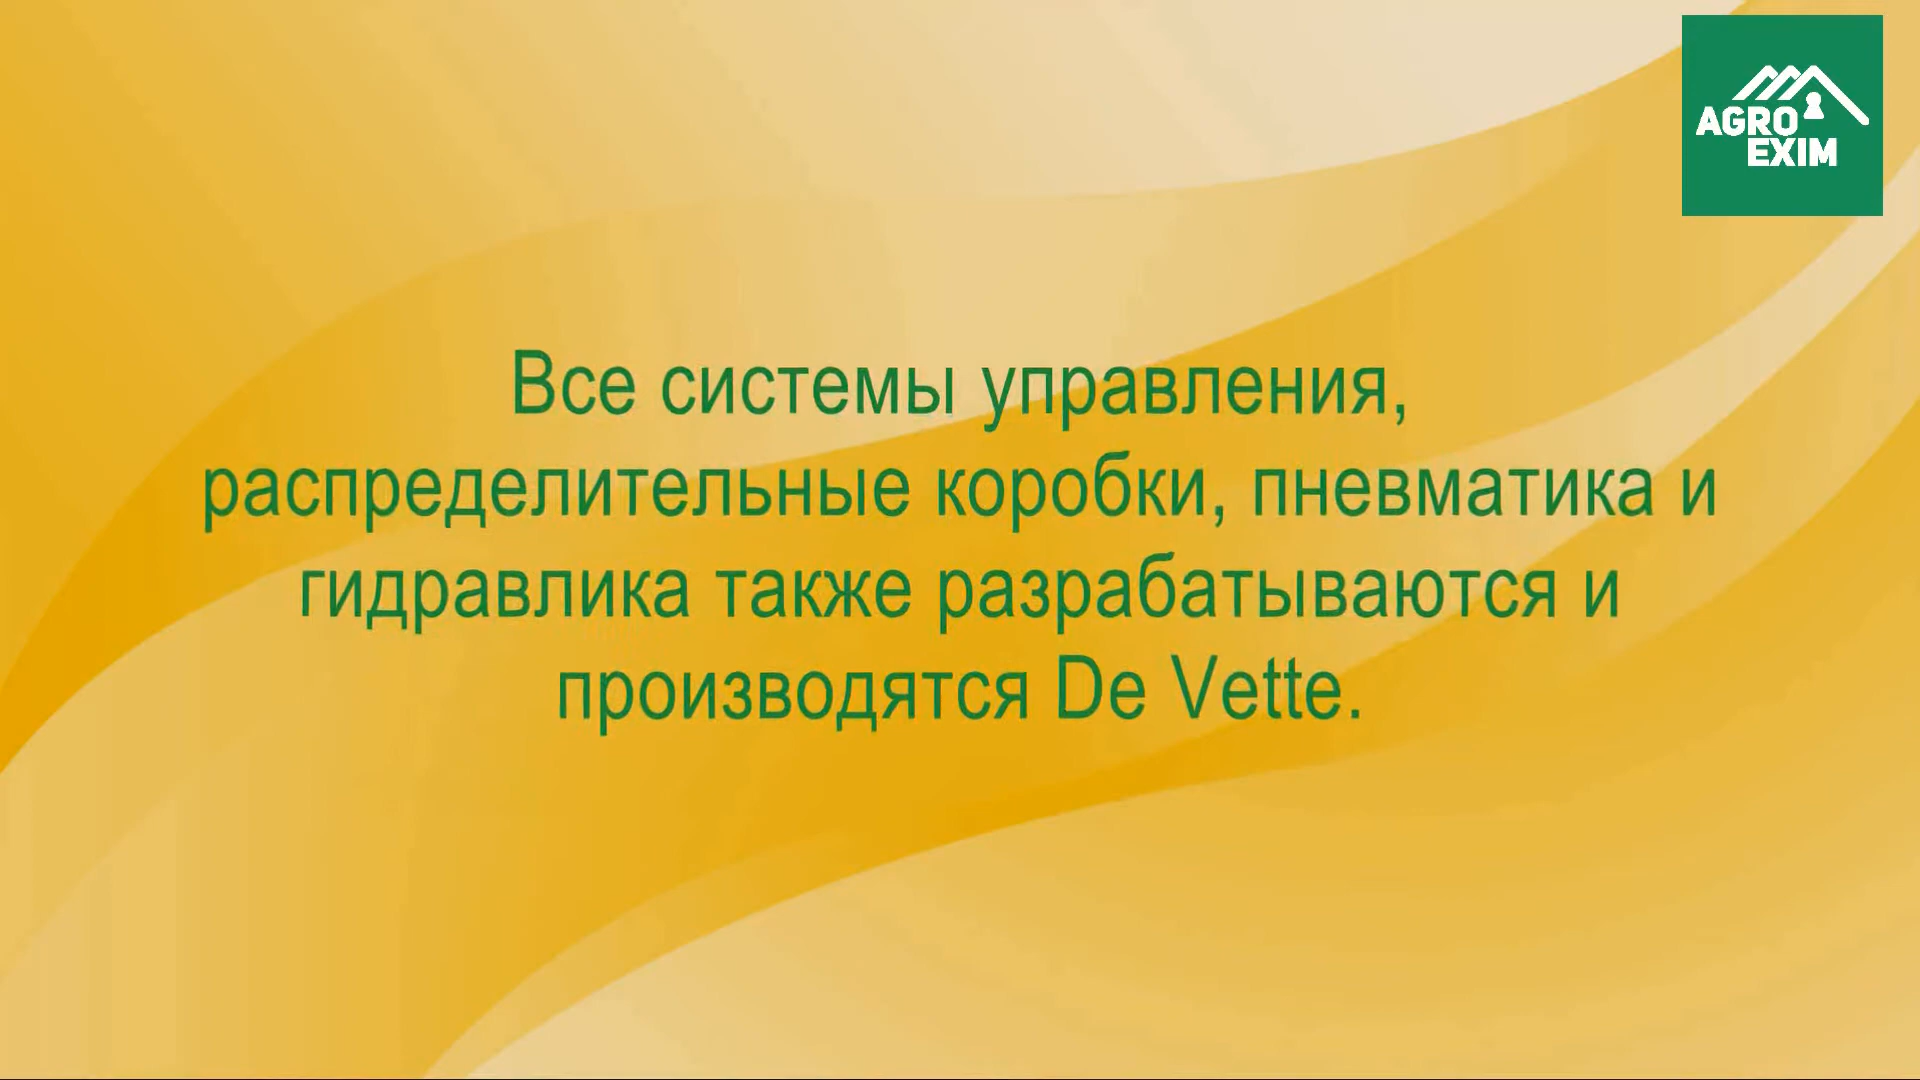 AGRO
EXIM
Все системы управления,
распределительные коробки, пневматика и
гидравлика также разрабатываются и
производятся De Vette.